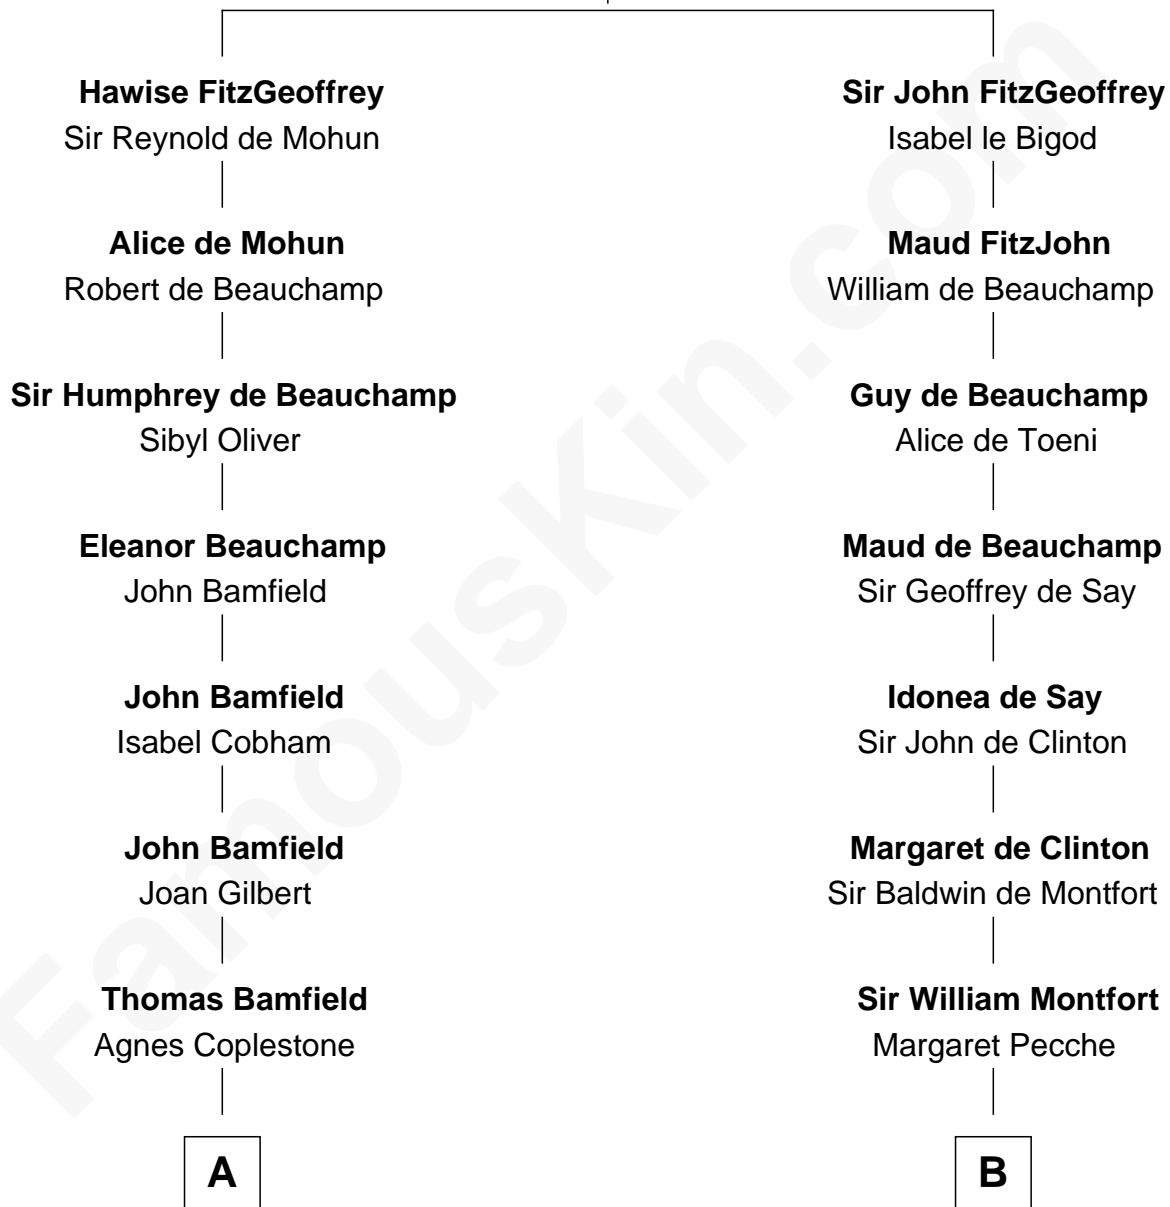 Hawise FitzGeoffrey
Sir Reynold de Mohun
Alice de Mohun
Robert de Beauchamp
Sir Humphrey de Beauchamp
Sibyl Oliver
Eleanor Beauchamp
John Bamfield
John Bamfield
Isabel Cobham
John Bamfield
Joan Gilbert
Thomas Bamfield
Agnes Coplestone
A
Sir John FitzGeoffrey
Isabel le Bigod
Maud FitzJohn
William de Beauchamp
Guy de Beauchamp
Alice de Toeni
Maud de Beauchamp
Sir Geoffrey de Say
Idonea de Say
Sir John de Clinton
Margaret de Clinton
Sir Baldwin de Montfort
Sir William Montfort
Margaret Pecche
B
FamousKin.com